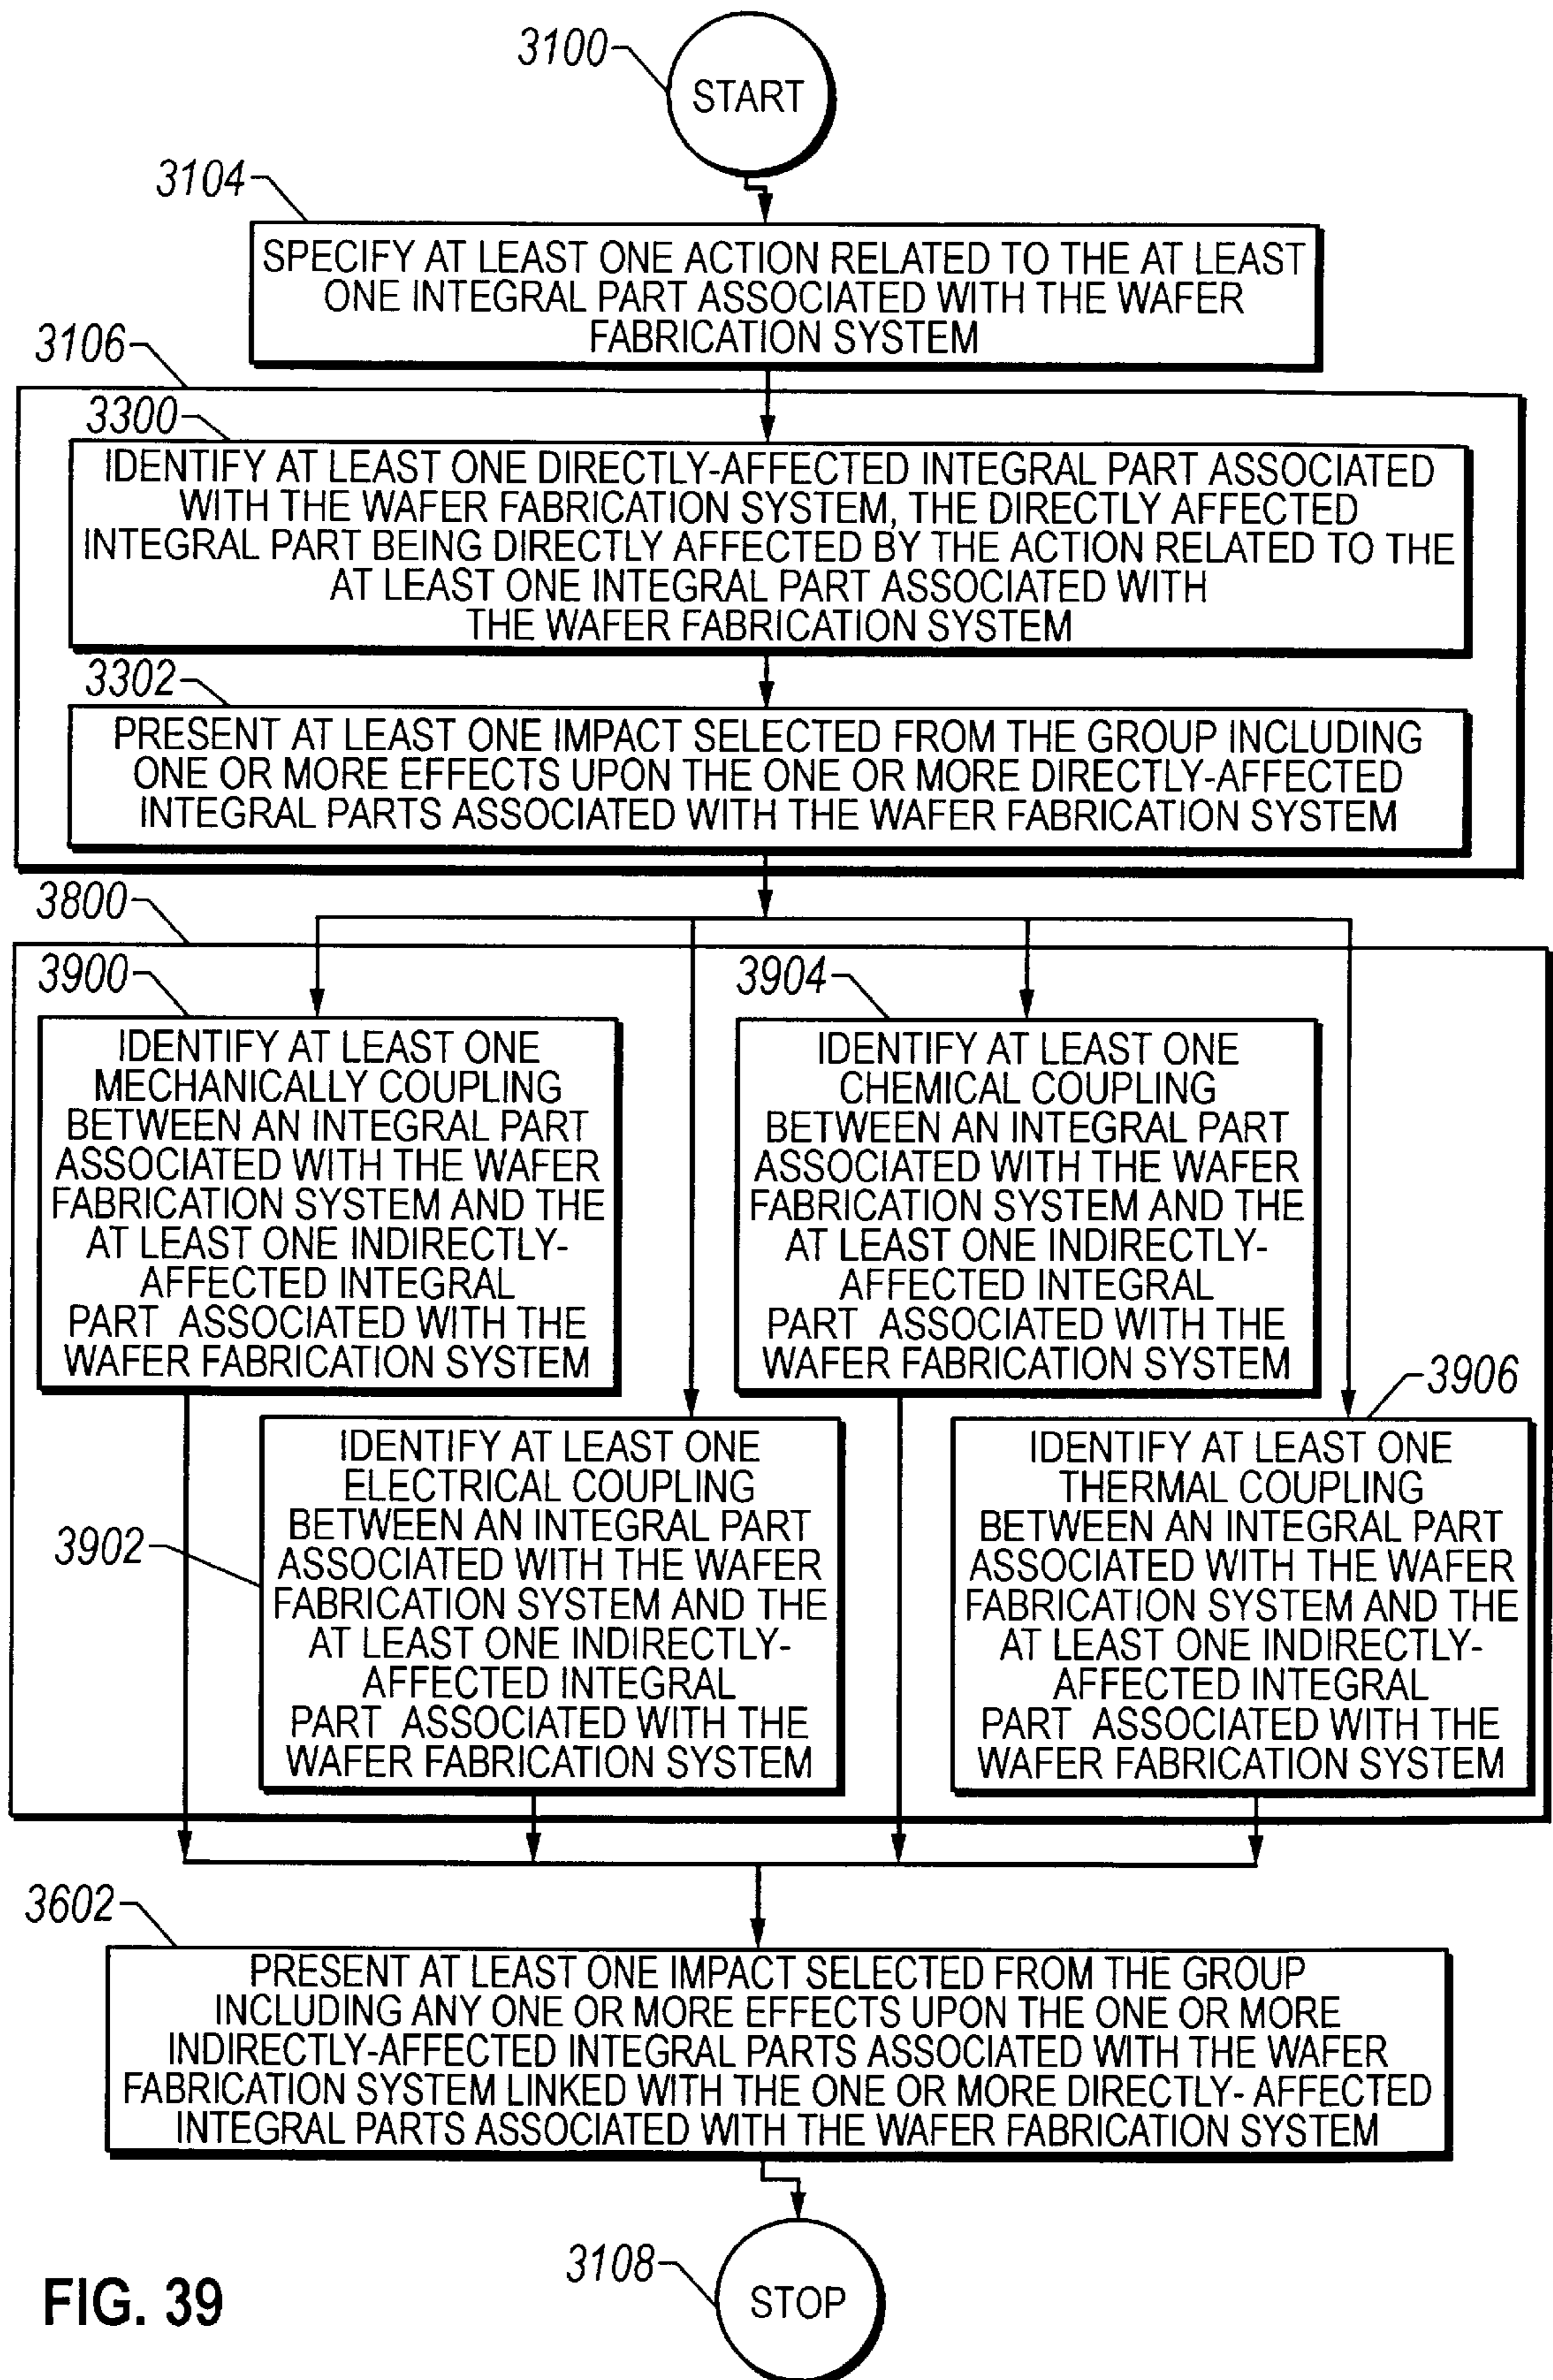 3100
START
3104
SPECIFY AT LEAST ONE ACTION RELATED TO THE AT LEAST
ONE INTEGRAL PART ASSOCIATED WITH THE WAFER
FABRICATION SYSTEM
3106
3300
IDENTIFY AT LEAST ONE DIRECTLY-AFFECTED INTEGRAL PART ASSOCIATED
WITH THE WAFER FABRICATION SYSTEM, THE DIRECTLY AFFECTED
INTEGRAL PART BEING DIRECTLY AFFECTED BY THE ACTION RELATED TO THE
AT LEAST ONE INTEGRAL PART ASSOCIATED WITH
THE WAFER FABRICATION SYSTEM
3302
PRESENT AT LEAST ONE IMPACT SELECTED FROM THE GROUP INCLUDING
ONE OR MORE EFFECTS UPON THE ONE OR MORE DIRECTLY-AFFECTED
INTEGRAL PARTS ASSOCIATED WITH THE WAFER FABRICATION SYSTEM
3800
3900
IDENTIFY AT LEAST ONE
MECHANICALLY COUPLING
BETWEEN AN INTEGRAL PART
ASSOCIATED WITH THE WAFER
FABRICATION SYSTEM AND THE
AT LEAST ONE INDIRECTLY-
AFFECTED INTEGRAL
PART ASSOCIATED WITH THE
WAFER FABRICATION SYSTEM
3904
IDENTIFY AT LEAST ONE
CHEMICAL COUPLING
BETWEEN AN INTEGRAL PART
ASSOCIATED WITH THE WAFER
FABRICATION SYSTEM AND THE
AT LEAST ONE INDIRECTLY-
AFFECTED INTEGRAL
PART ASSOCIATED WITH THE
WAFER FABRICATION SYSTEM
3902
IDENTIFY AT LEAST ONE
ELECTRICAL COUPLING
BETWEEN AN INTEGRAL PART
ASSOCIATED WITH THE WAFER
FABRICATION SYSTEM AND THE
AT LEAST ONE INDIRECTLY-
AFFECTED INTEGRAL
PART ASSOCIATED WITH THE
WAFER FABRICATION SYSTEM
3906
IDENTIFY AT LEAST ONE
THERMAL COUPLING
BETWEEN AN INTEGRAL PART
ASSOCIATED WITH THE WAFER
FABRICATION SYSTEM AND THE
AT LEAST ONE INDIRECTLY-
AFFECTED INTEGRAL
PART ASSOCIATED WITH THE
WAFER FABRICATION SYSTEM
3602
PRESENT AT LEAST ONE IMPACT SELECTED FROM THE GROUP
INCLUDING ANY ONE OR MORE EFFECTS UPON THE ONE OR MORE
INDIRECTLY-AFFECTED INTEGRAL PARTS ASSOCIATED WITH THE WAFER
FABRICATION SYSTEM LINKED WITH THE ONE OR MORE DIRECTLY- AFFECTED
INTEGRAL PARTS ASSOCIATED WITH THE WAFER FABRICATION SYSTEM
3108
STOP
FIG. 39